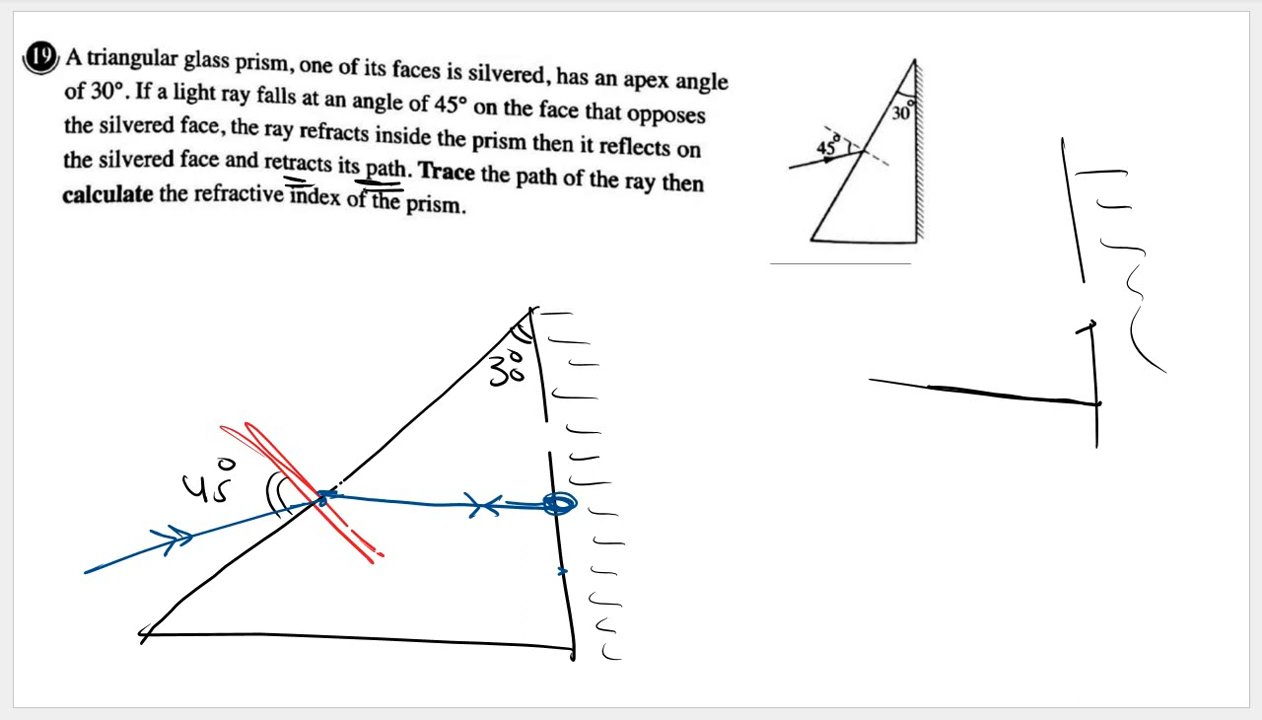 19 A triangular glass prism, one of its faces is silvered, has an apex angle
of 30°. If a light ray falls at an angle of 45° on the face that opposes
the silvered face, the ray refracts inside the prism then it reflects on
the silvered face and retracts its path. Trace the path of the ray then
calculate the refractive index of the prism.
30°
45°
30°
45°